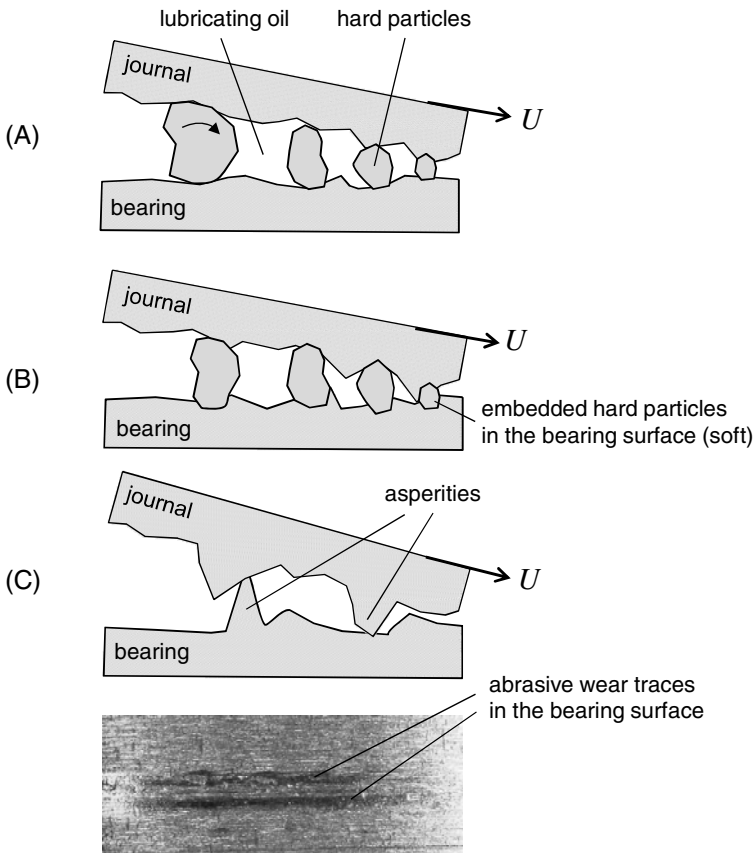 lubricating oil
hard particles
journal
U
(A)
bearing
journal
U
(B)
embedded hard particles
in the bearing surface (soft)
bearing
asperities
journal
U
(C)
bearing
abrasive wear traces
in the bearing surface